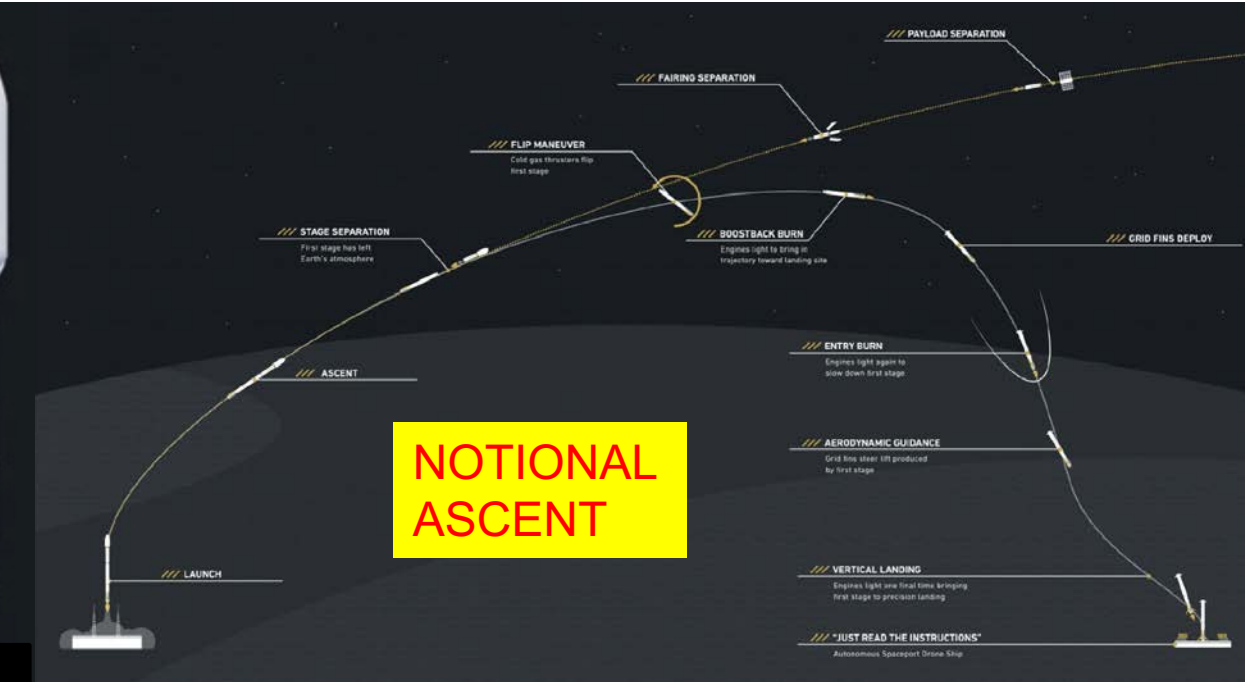 /// PAYLOAD SEPARATION
/// FAIRING SEPARATION
/// FLIP MANEUVER
Cold gas thrusters flip
first stage
/// STAGE SEPARATION
First stage has left
Earth's atmosphere
/// BOOSTBACK BURN
Engines light to bring in
trajectory toward landing site
/// GRID FINS DEPLOY
/// ENTRY BURN
Engines light again to
slow down first stage
/// ASCENT
NOTIONAL
ASCENT
/// AERODYNAMIC GUIDANCE
Grid fins steer lift produced
by first stage
/// LAUNCH
/// VERTICAL LANDING
Engines light one final time bringing
first stage to precision landing
/// "JUST READ THE INSTRUCTIONS"
Autonomous Spaceport Drone Ship